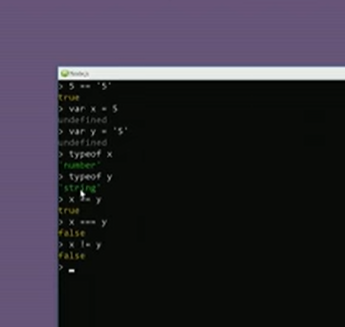 Node.js
> 5 == '5'
true
> var x = 5
undefined
> var y = '5'
undefined
> typeof x
'number'
> typeof y
'string'
> x == y
true
> x === y
false
> x != y
false
>